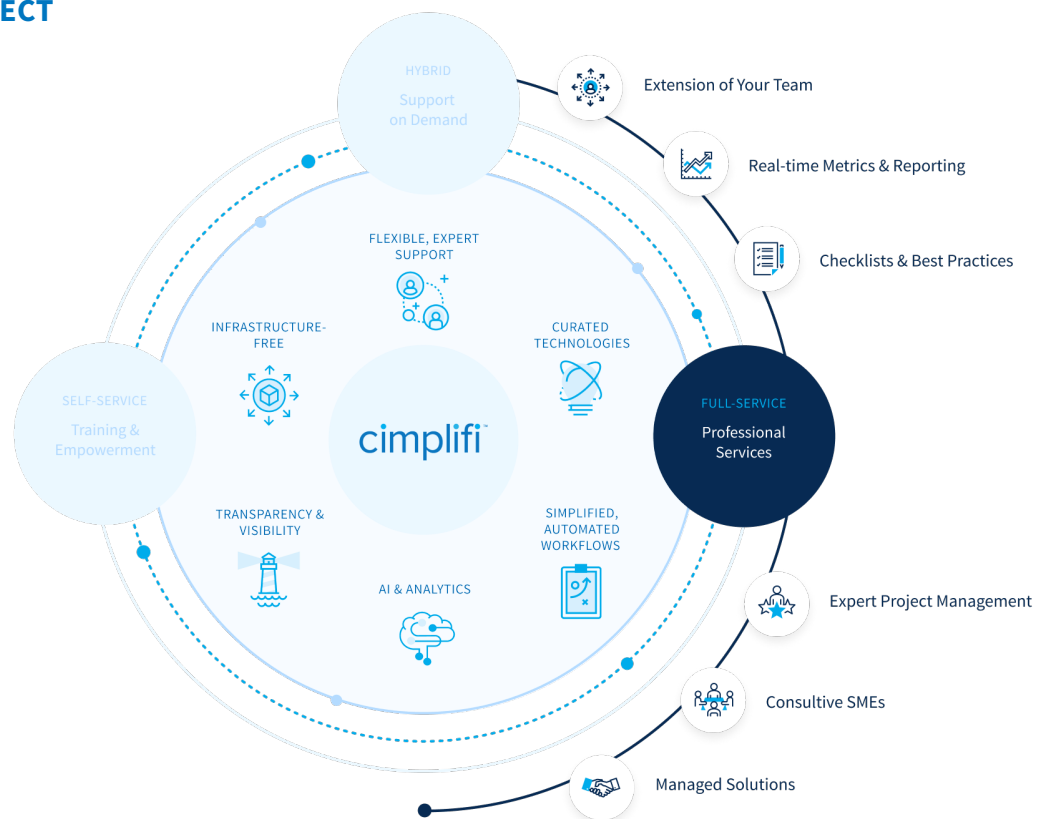 ECT
HYBRID
Support
on Demand
Extension of Your Team
Real-time Metrics & Reporting
Checklists & Best Practices
FLEXIBLE, EXPERT
SUPPORT
INFRASTRUCTURE-
FREE
CURATED
TECHNOLOGIES
SELF-SERVICE
Training &
Empowerment
cimplifi™
FULL-SERVICE
Professional
Services
TRANSPARENCY &
VISIBILITY
SIMPLIFIED,
AUTOMATED
WORKFLOWS
AI & ANALYTICS
Expert Project Management
Consultive SMEs
Managed Solutions